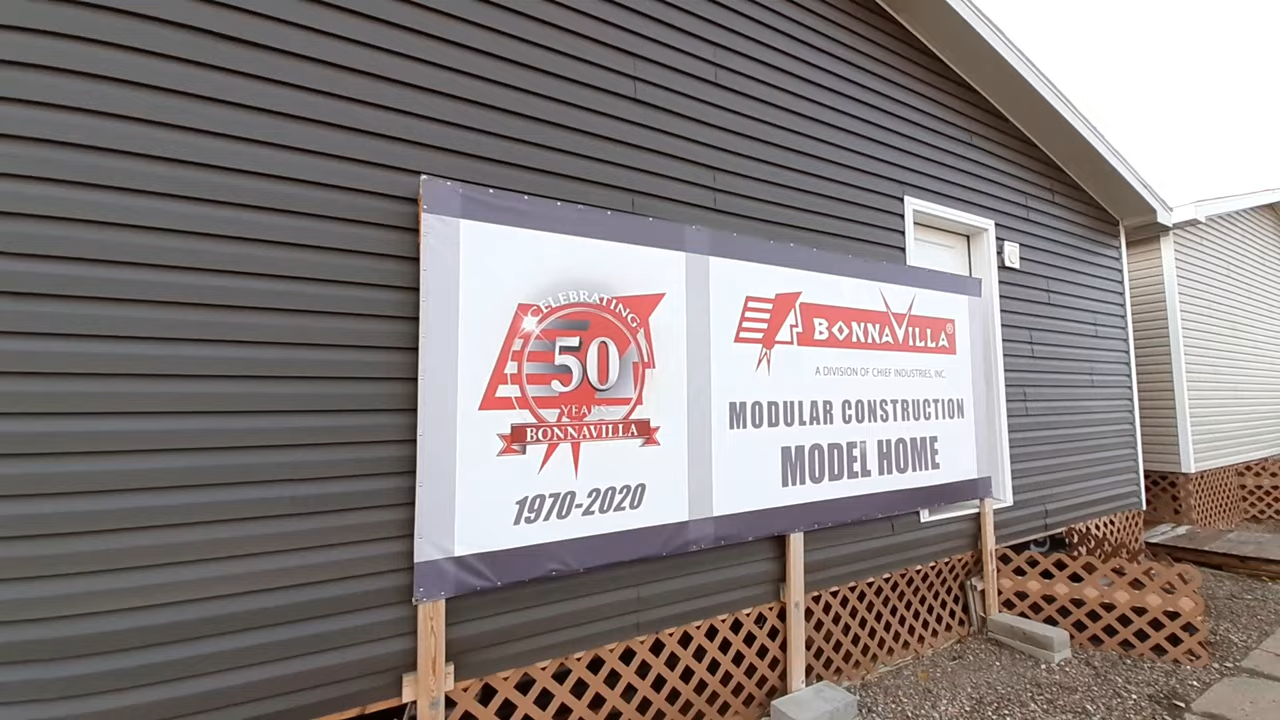 CELEBRATING
50
YEARS
BONNAVILLA
1970-2020
BONNAVILLA®
A DIVISION OF CHIEF INDUSTRIES, INC.
MODULAR CONSTRUCTION
MODEL HOME